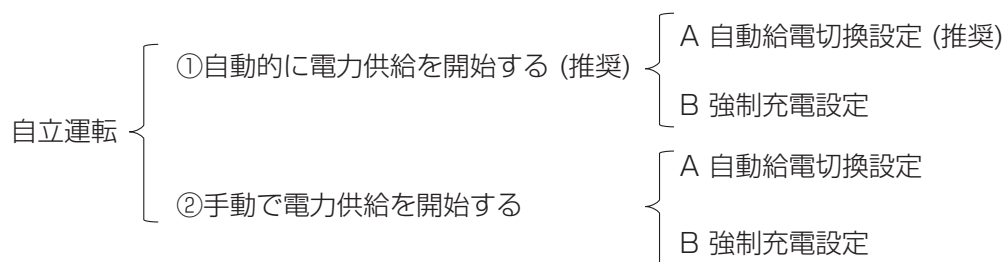 自立運転
①自動的に電力供給を開始する (推奨)
A 自動給電切換設定 (推奨)
B 強制充電設定
②手動で電力供給を開始する
A 自動給電切換設定
B 強制充電設定